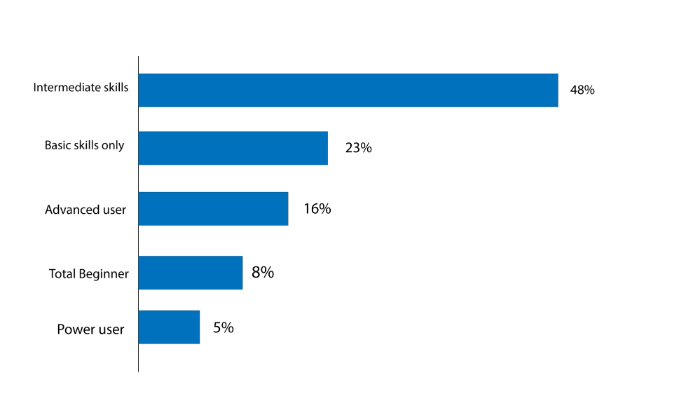 Intermediate skills 48%
Basic skills only 23%
Advanced user 16%
Total Beginner 8%
Power user 5%